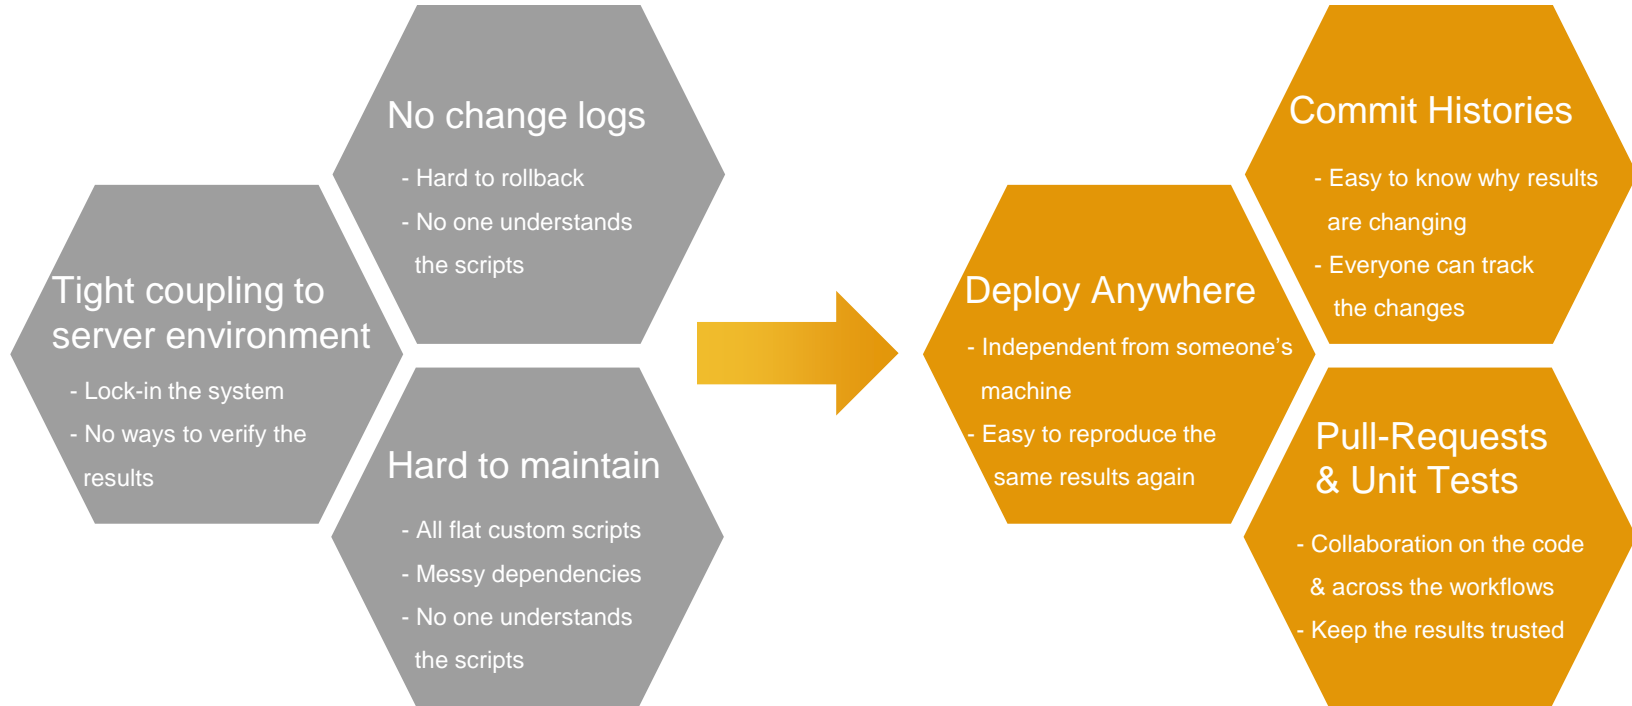 No change logs
- Hard to rollback
- No one understands
the scripts
Tight coupling to
server environment
- Lock-in the system
- No ways to verify the
results
Hard to maintain
- All flat custom scripts
- Messy dependencies
- No one understands
the scripts
Commit Histories
- Easy to know why results
are changing
- Everyone can track
the changes
Deploy Anywhere
- Independent from someone’s
machine
- Easy to reproduce the
same results again
Pull-Requests
& Unit Tests
- Collaboration on the code
& across the workflows
- Keep the results trusted